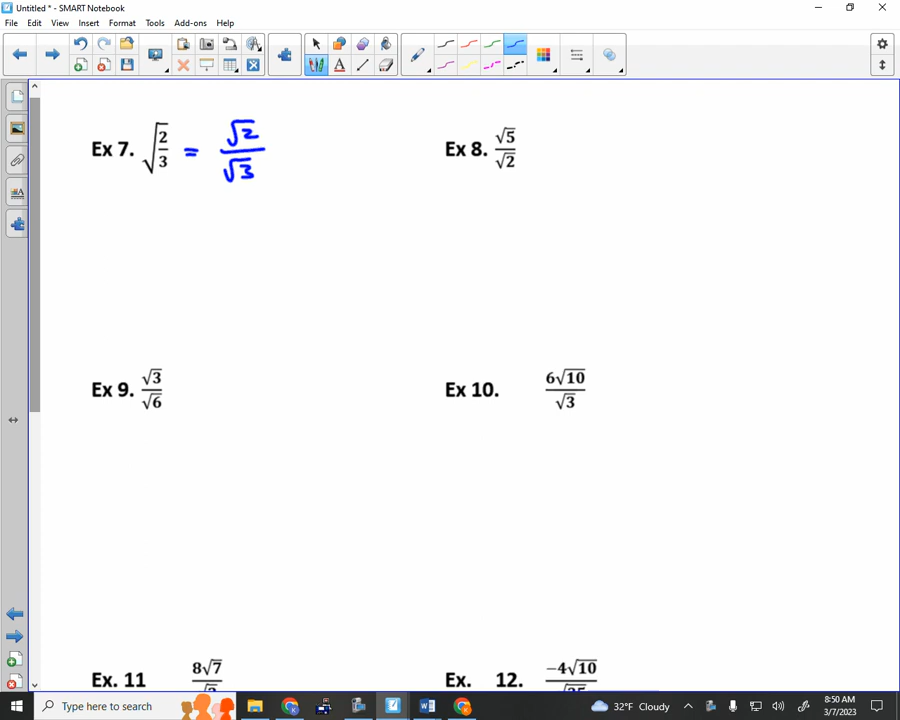 Untitled * - SMART Notebook
File Edit View Insert Format Tools Add-ons Help
Ex 7. √(2/3) = √2/√3
Ex 8. √5/√2
Ex 9. √3/√6
Ex 10. 6√10/√3
Ex. 11 8√7
Ex. 12. −4√10
Type here to search
32°F Cloudy
8:50 AM
3/7/2023